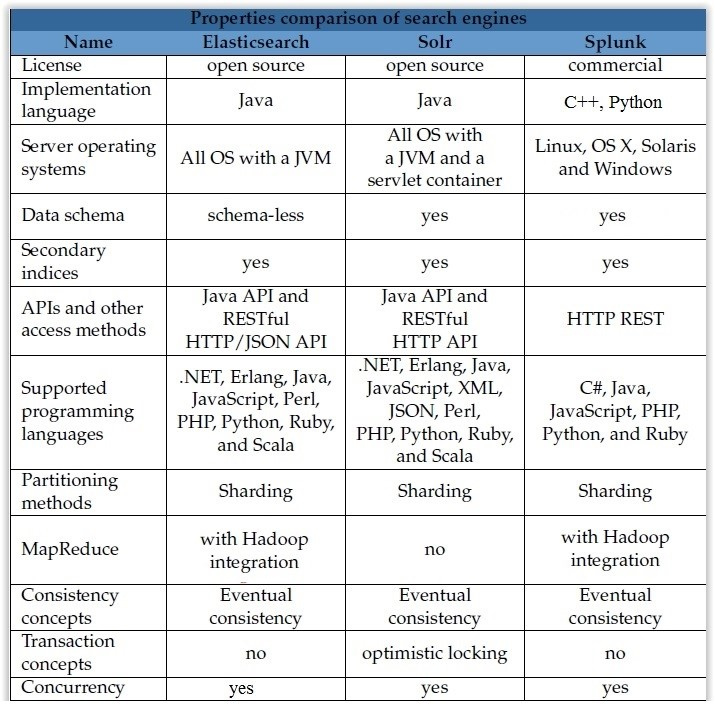 Properties comparison of search engines
Name Elasticsearch Solr Splunk
License open source open source commercial
Implementation
language
Java Java C++, Python
Server operating
systems
All OS with a JVM
All OS with
a JVM and a
servlet container
Linux, OS X, Solaris
and Windows
Data schema schema-less yes yes
Secondary
indices
yes yes yes
APIs and other
access methods
Java API and
RESTful
HTTP/JSON API
Java API and
RESTful
HTTP API
HTTP REST
Supported
programming
languages
.NET, Erlang, Java,
JavaScript, Perl,
PHP, Python, Ruby,
and Scala
.NET, Erlang, Java,
JavaScript, XML,
JSON, Perl,
PHP, Python, Ruby,
and Scala
C#, Java,
JavaScript, PHP,
Python, and Ruby
Partitioning
methods
Sharding Sharding Sharding
MapReduce
with Hadoop
integration
no
with Hadoop
integration
Consistency
concepts
Eventual
consistency
Eventual
consistency
Eventual
consistency
Transaction
concepts
no optimistic locking no
Concurrency yes yes yes